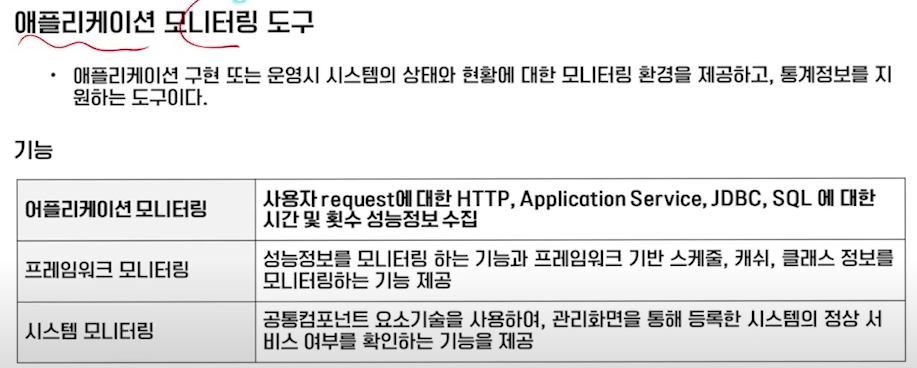 애플리케이션 모니터링 도구
• 애플리케이션 구현 또는 운영시 시스템의 상태와 현황에 대한 모니터링 환경을 제공하고, 통계정보를 지
원하는 도구이다.
기능
어플리케이션 모니터링
사용자 request에 대한 HTTP, Application Service, JDBC, SQL 에 대한
시간 및 횟수 성능정보 수집
프레임워크 모니터링
성능정보를 모니터링 하는 기능과 프레임워크 기반 스케줄, 캐쉬, 클래스 정보를
모니터링하는 기능 제공
시스템 모니터링
공통컴포넌트 요소기술을 사용하여, 관리화면을 통해 등록한 시스템의 정상 서
비스 여부를 확인하는 기능을 제공